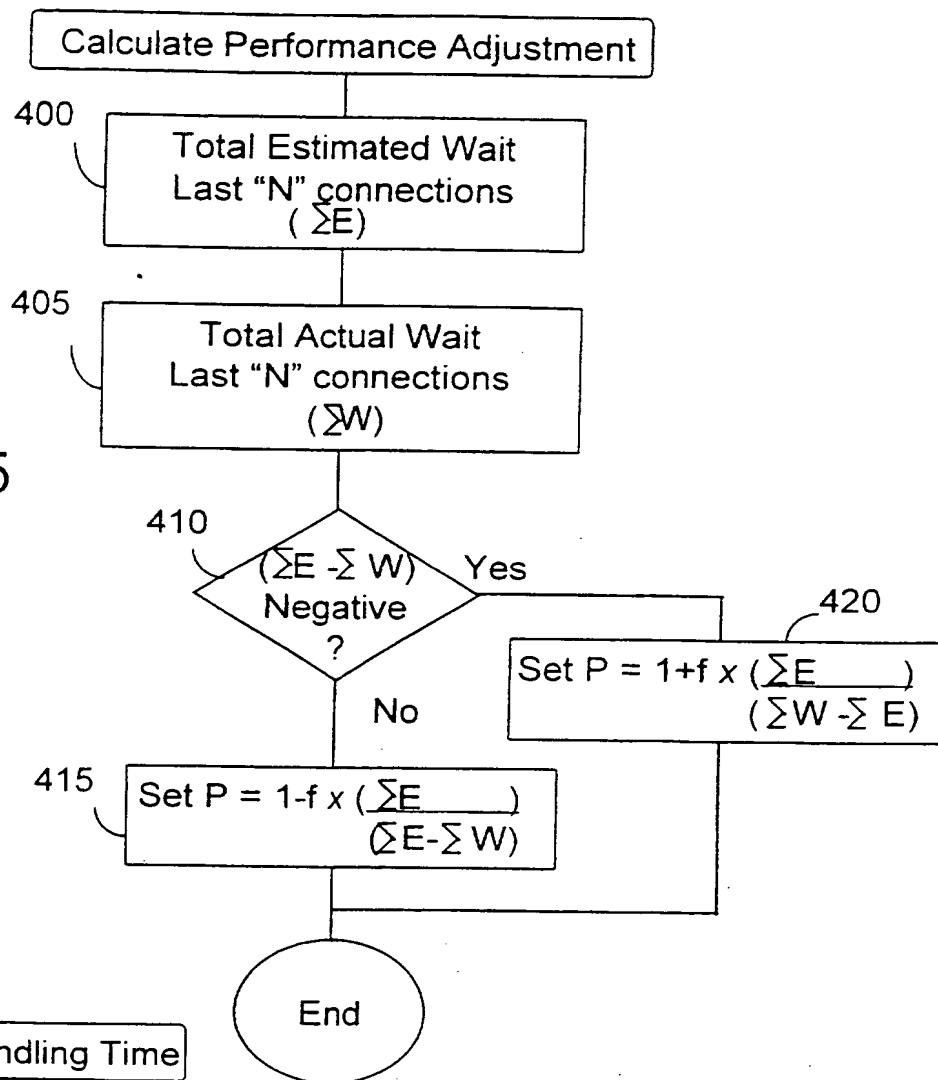 Calculate Performance Adjustment
400
Total Estimated Wait
Last “N” connections
( ∑E)
405
Total Actual Wait
Last “N” connections
(∑W)
5
410
(∑E -∑ W)
Negative
?
Yes
No
420
Set P = 1+f x (∑E )
(∑W -∑ E)
415
Set P = 1-f x (∑E )
(∑E-∑ W)
End
ndling Time